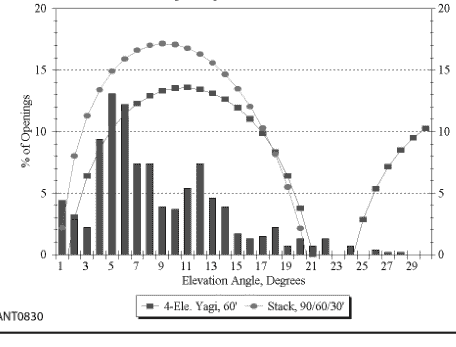 20
20
15
15
10
10
5
5
0
0
% of Openings
1 3 5 7 9 11 13 15 17 19 21 23 25 27 29
Elevation Angle, Degrees
4-Ele. Yagi, 60' Stack, 90/60/30'
ANT0830